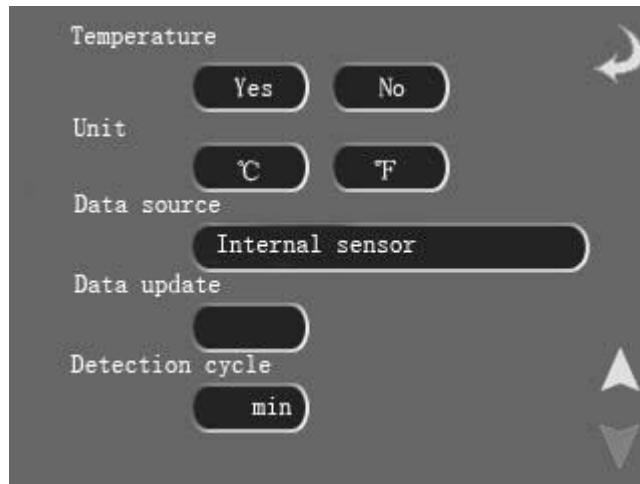 Temperature
Yes No
Unit
℃ ℉
Data source
Internal sensor
Data update
Detection cycle
min